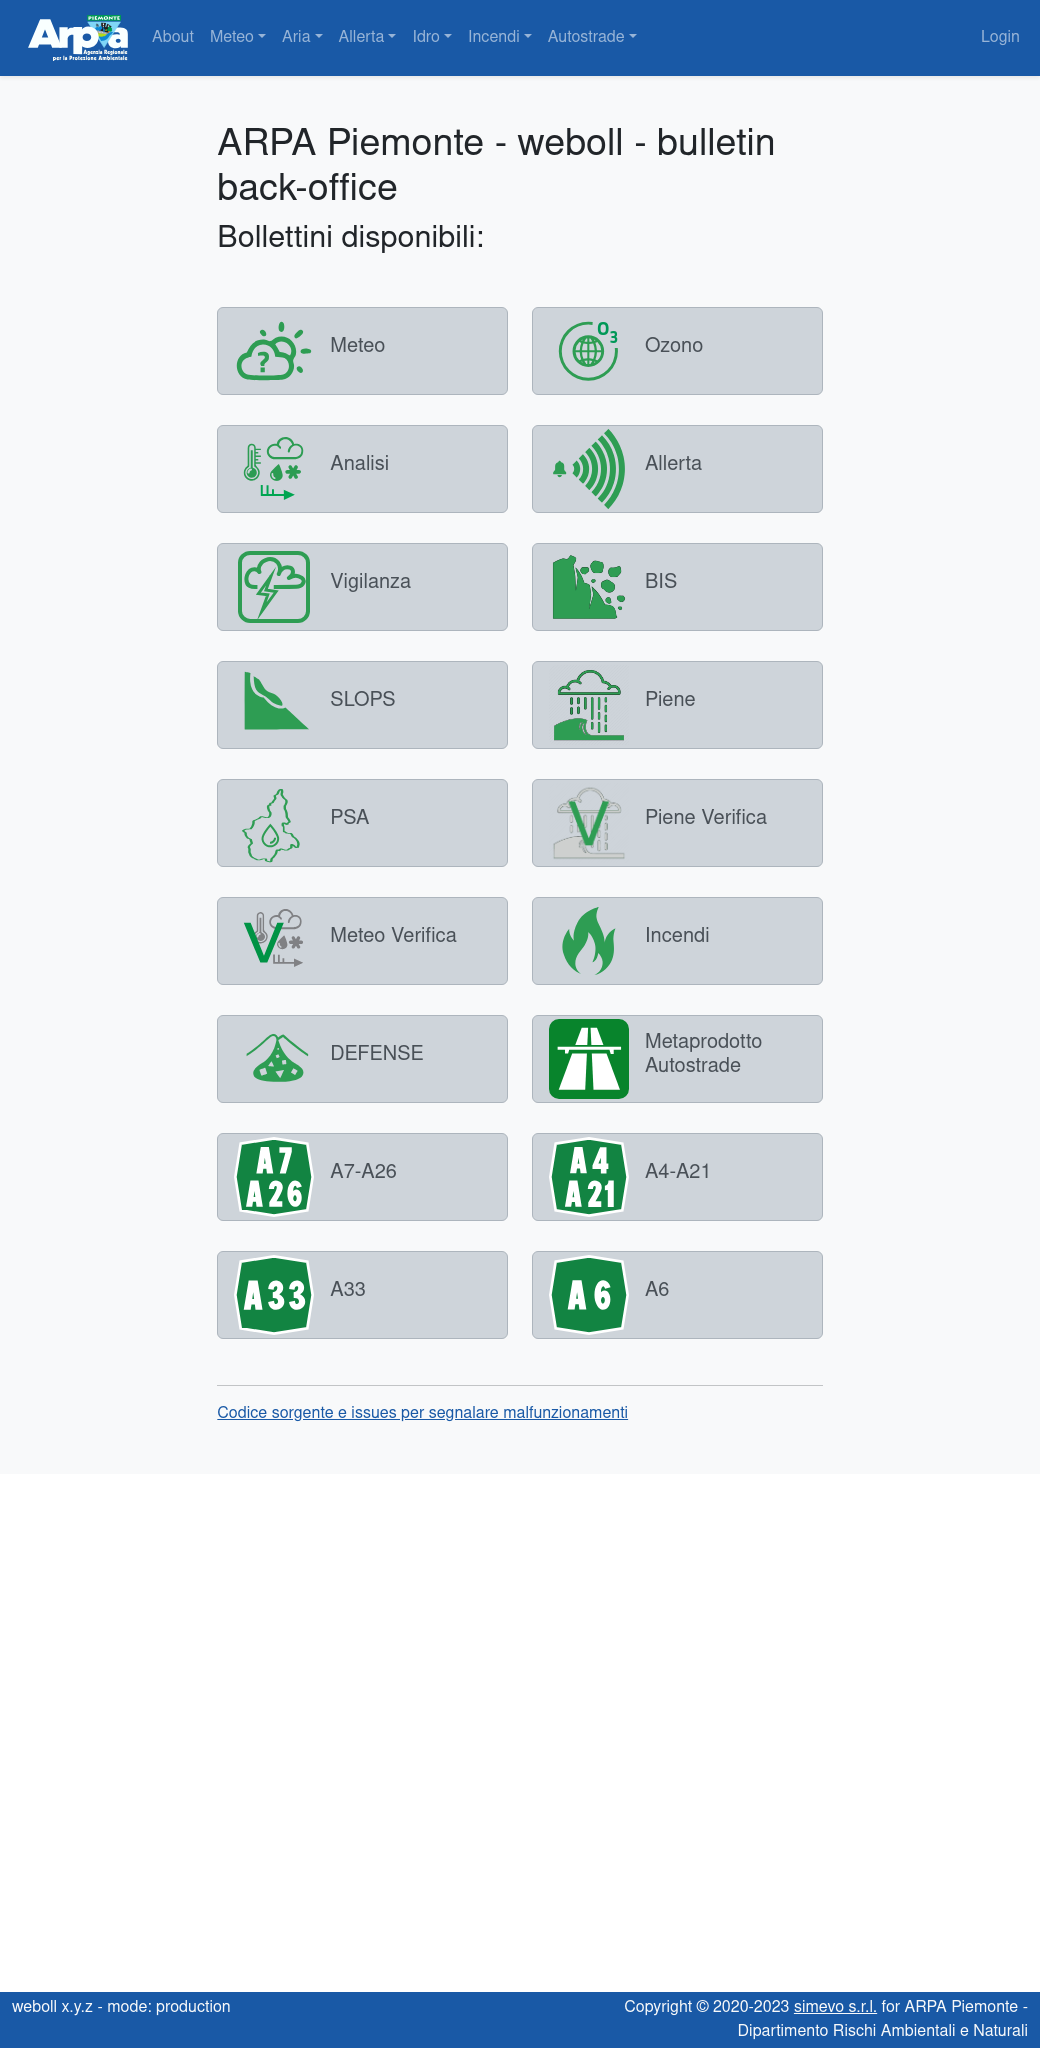 PIEMONTE
Arpa
Agenzia Regionale
per la Protezione Ambientale
About Meteo Aria Allerta Idro Incendi Autostrade Login
ARPA Piemonte - weboll - bulletin
back-office
Bollettini disponibili:
? Meteo
O3 Ozono
Analisi
Allerta
Vigilanza
BIS
SLOPS
Piene
PSA
V Piene Verifica
V Meteo Verifica
Incendi
DEFENSE
Metaprodotto
Autostrade
A7
A26
A7-A26
A4
A21
A4-A21
A33 A33
A6 A6
Codice sorgente e issues per segnalare malfunzionamenti
weboll x.y.z - mode: production
Copyright © 2020-2023 simevo s.r.l. for ARPA Piemonte -
Dipartimento Rischi Ambientali e Naturali